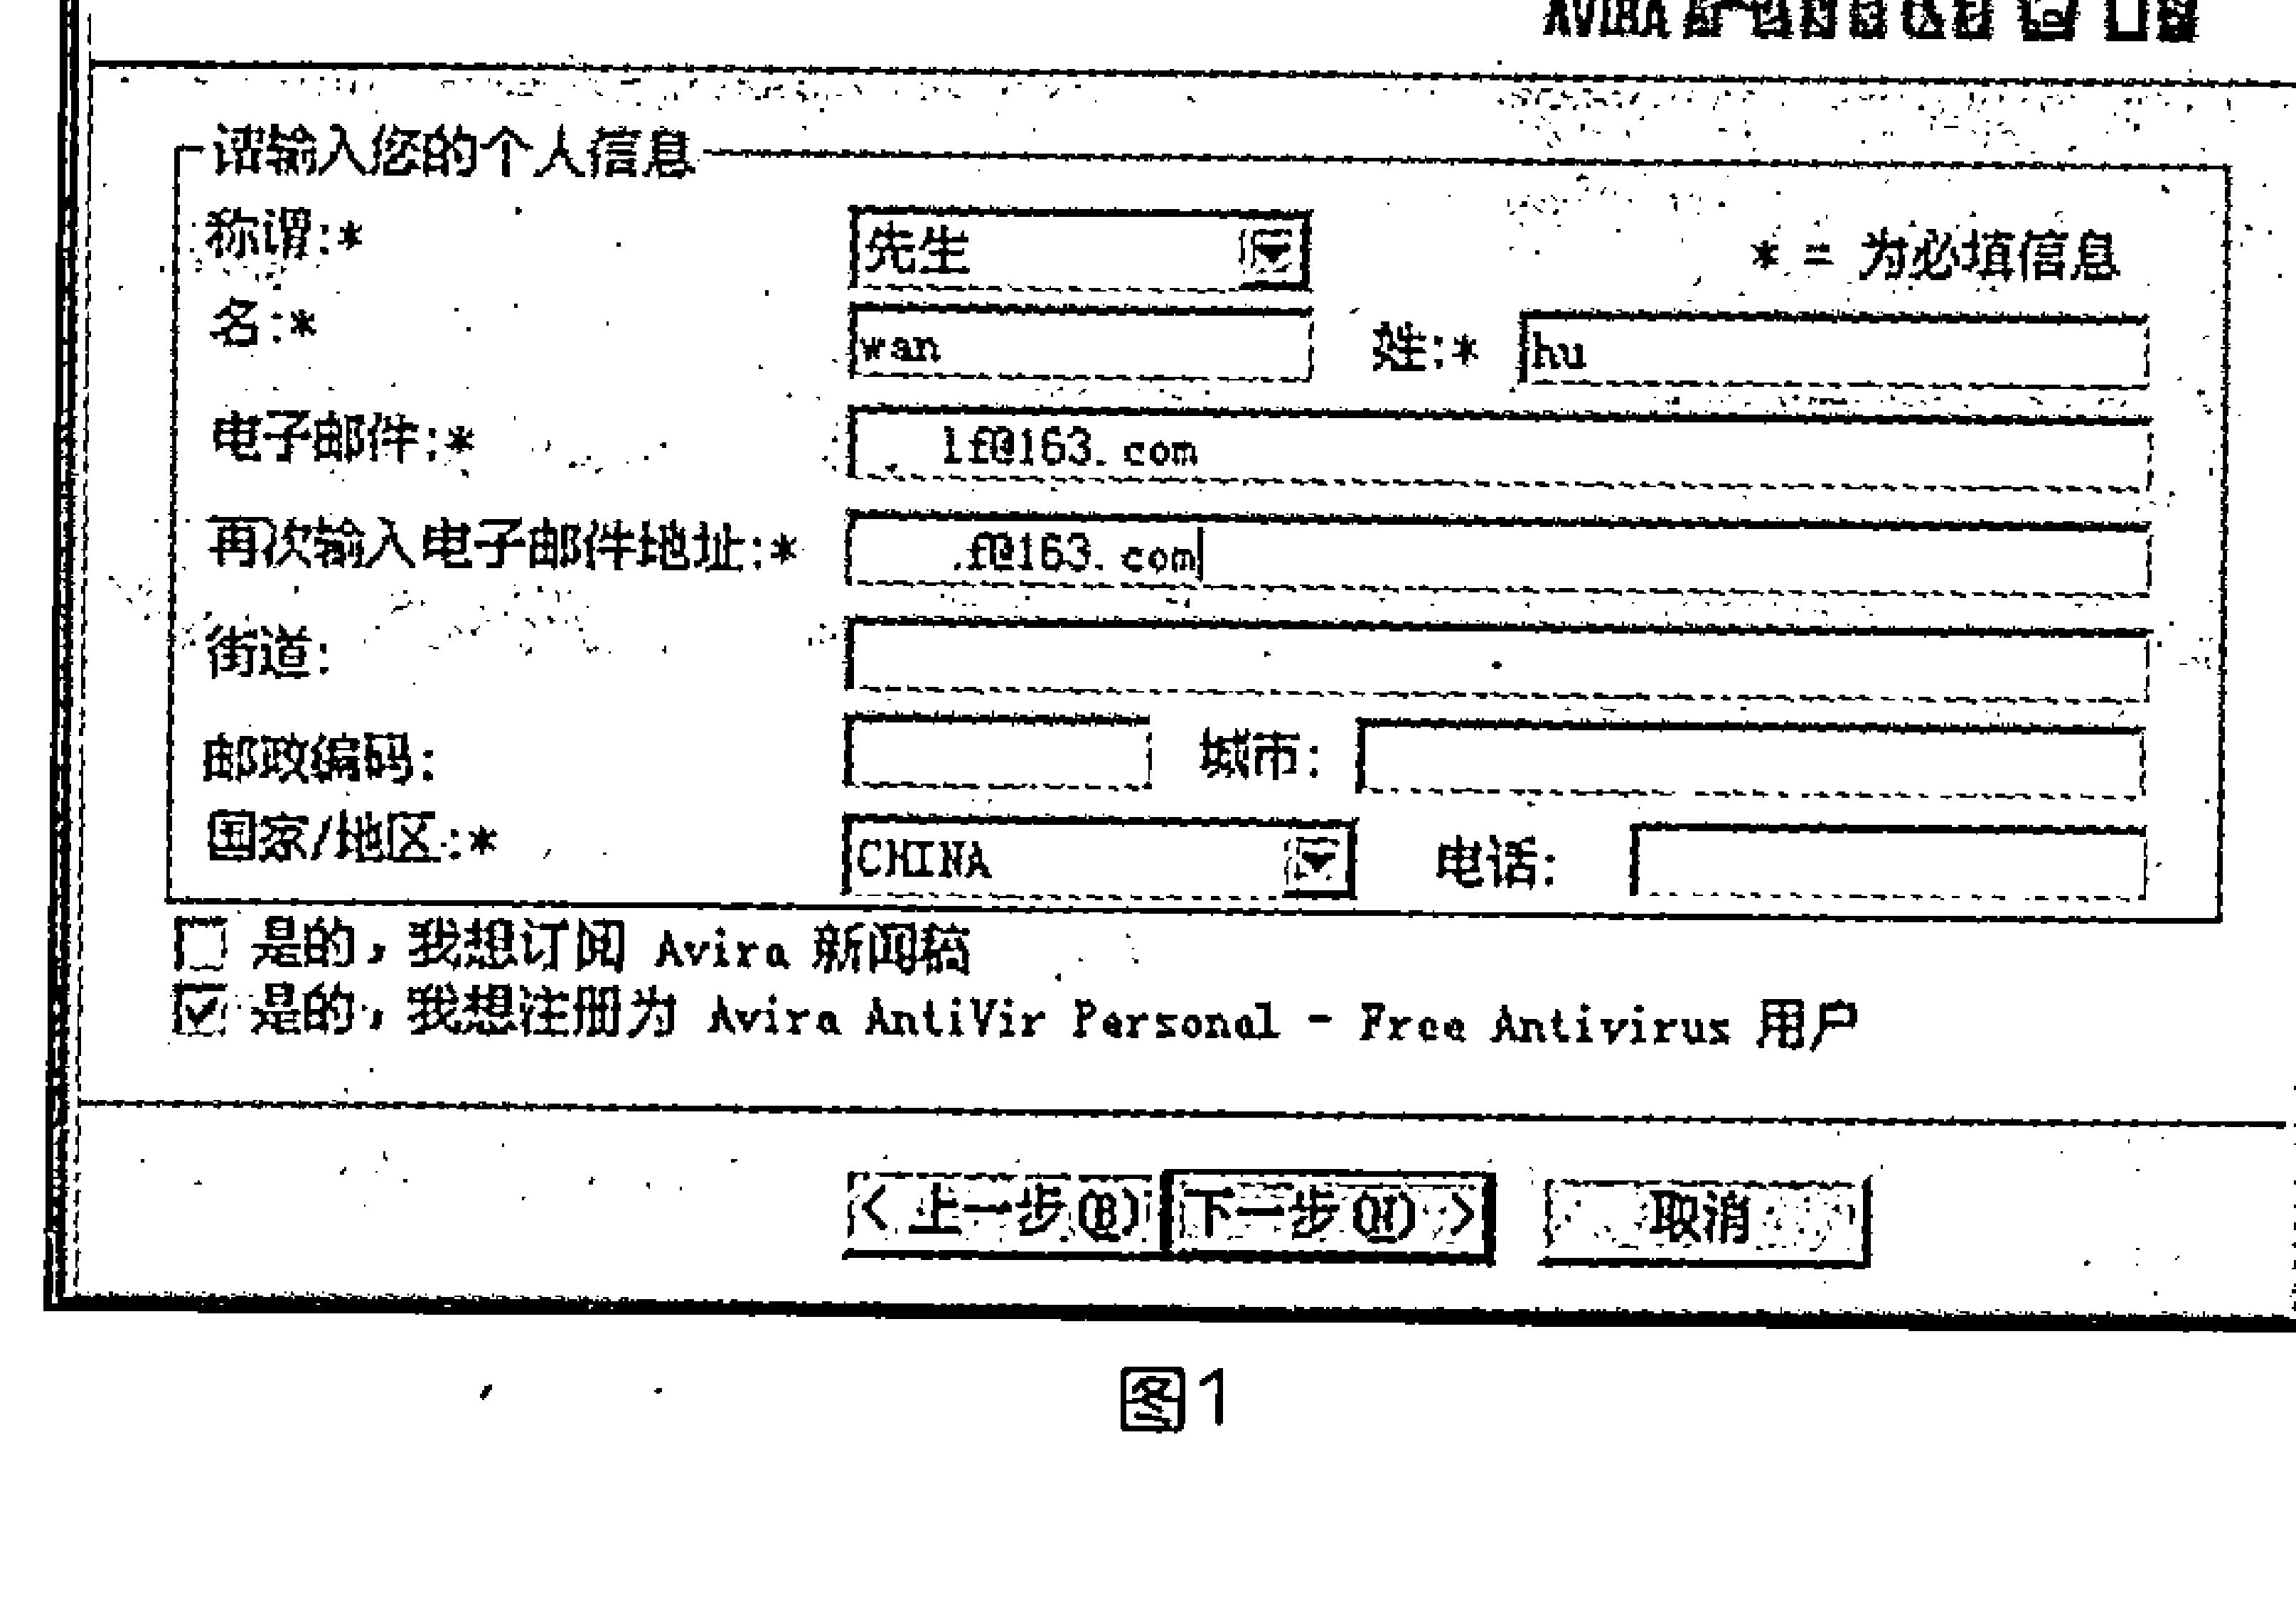 AVIRA
请输入您的个人信息
称谓:* 先生 * = 为必填信息
名:* wan 姓:* hu
电子邮件:* lf@163.com
再次输入电子邮件地址:* f@163.com
街道:
邮政编码: 城市:
国家/地区:* CHINA 电话:
是的,我想订阅 Avira 新闻稿
是的,我想注册为 Avira AntiVir Personal - Free Antivirus 用户
< 上一步(B) 下一步(N) > 取消
图1